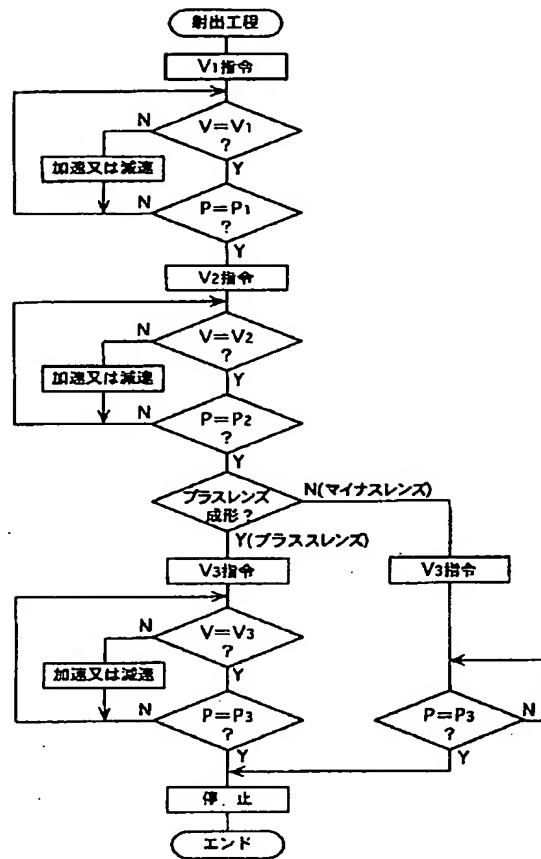 射出工程
V1指令
N
V=V1
?
加速又は減速
Y
N
P=P1
?
Y
V2指令
N
V=V2
?
加速又は減速
Y
N
P=P2
?
Y
プラスレンズ
成形?
N(マイナスレンズ)
Y(プラススレンズ)
V3指令
V3指令
N
V=V3
?
加速又は減速
Y
N
P=P3
?
P=P3
?
N
Y
Y
停 止
エンド